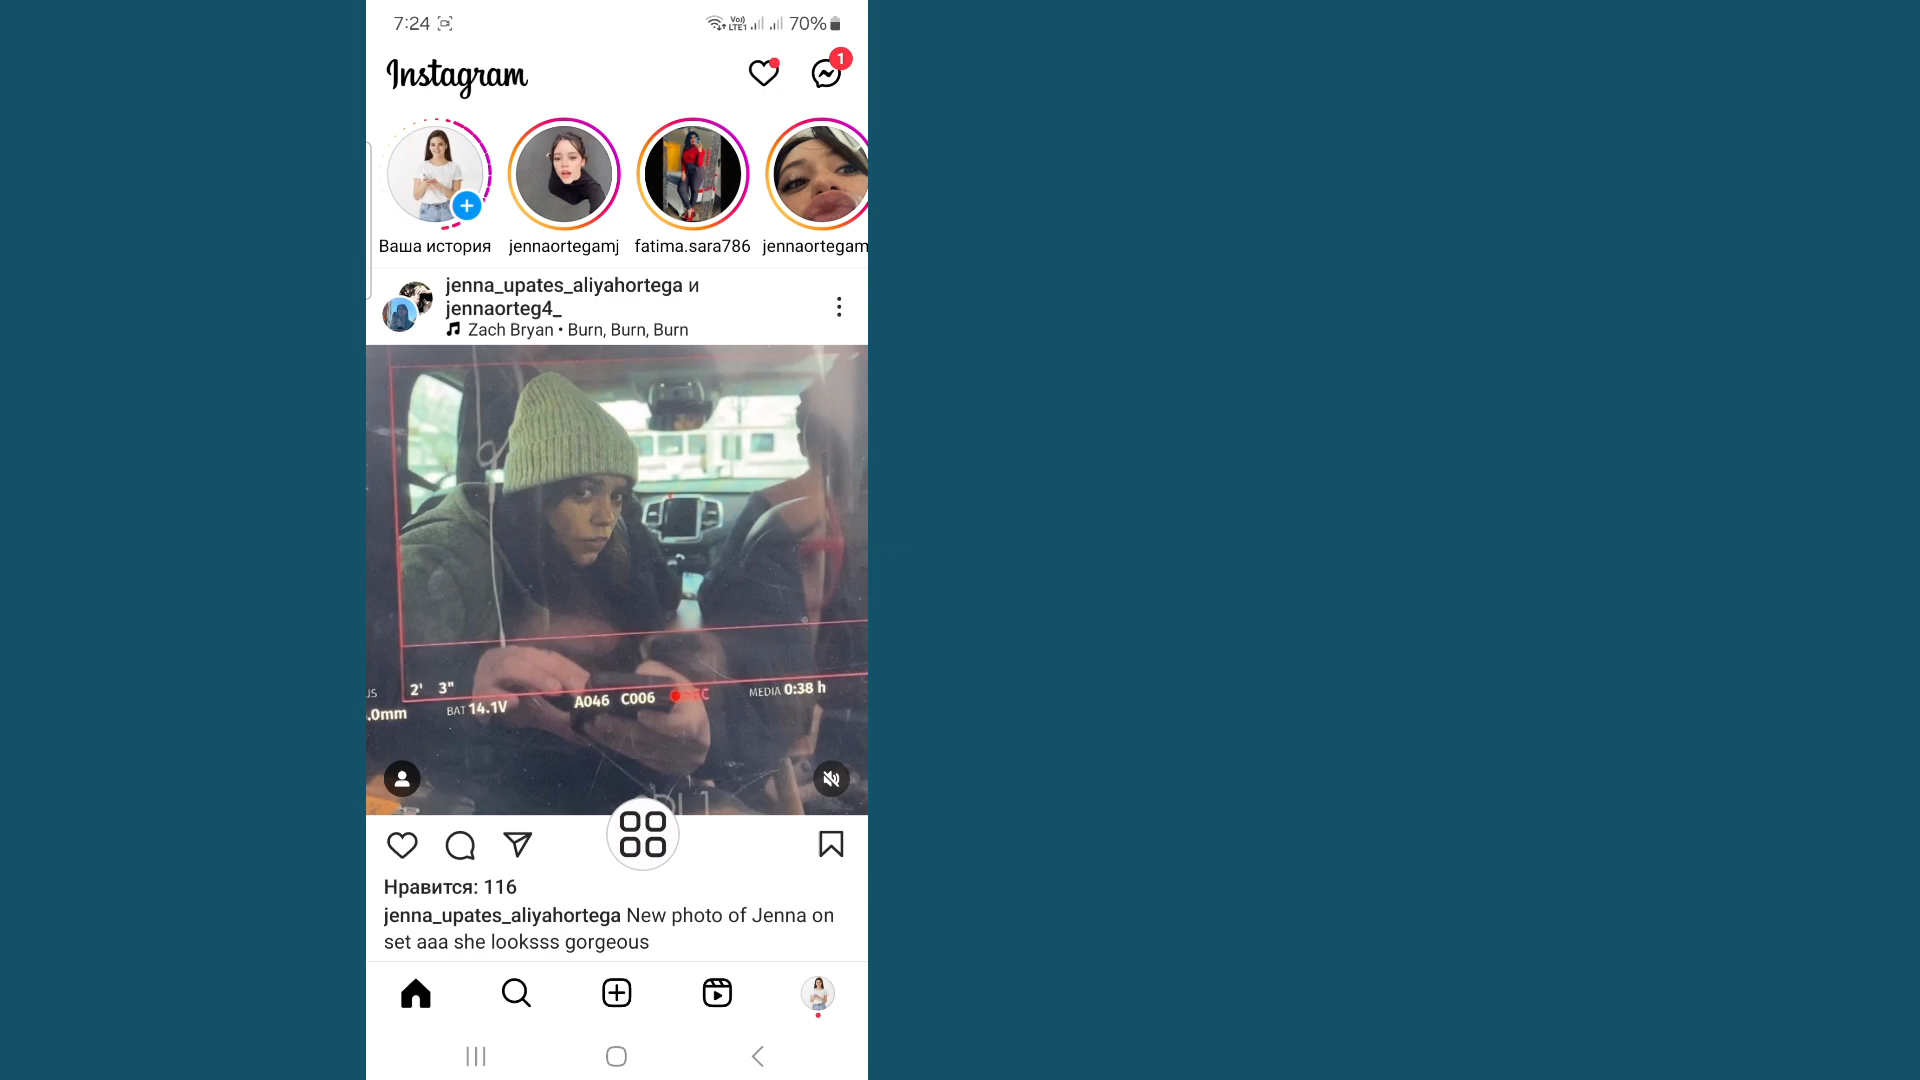 7:24
Vo) LTE1 70%
Instagram
1
Ваша история
jennaortegamj
fatima.sara786
jennaortegam
jenna_upates_aliyahortega и
jennaorteg4_
Zach Bryan • Burn, Burn, Burn
2' 3"
.0mm
BAT 14.1V
A046 C006
MEDIA 0:38 h
Нравится: 116
jenna_upates_aliyahortega New photo of Jenna on
set aaa she looksss gorgeous